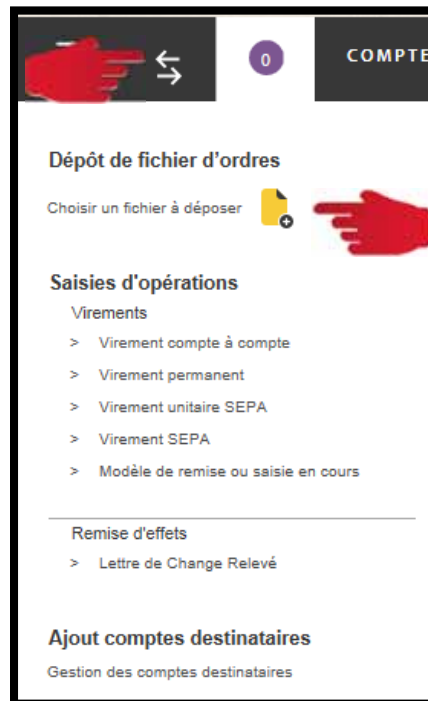 0
COMPTE
Dépôt de fichier d'ordres
Choisir un fichier à déposer
Saisies d'opérations
Virements
> Virement compte à compte
> Virement permanent
> Virement unitaire SEPA
> Virement SEPA
> Modèle de remise ou saisie en cours
Remise d'effets
> Lettre de Change Relevé
Ajout comptes destinataires
Gestion des comptes destinataires